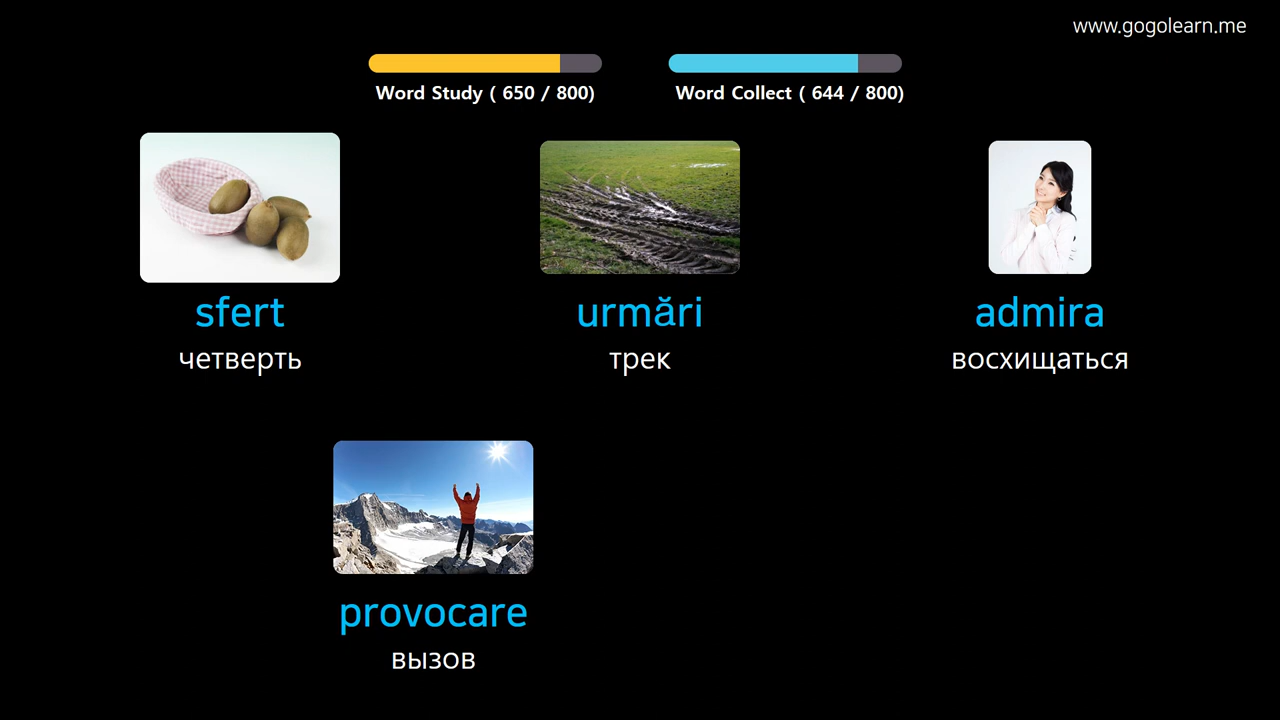 www.gogolearn.me
Word Study ( 650 / 800)
Word Collect ( 644 / 800)
sfert
четверть
urmări
трек
admira
восхищаться
provocare
вызов